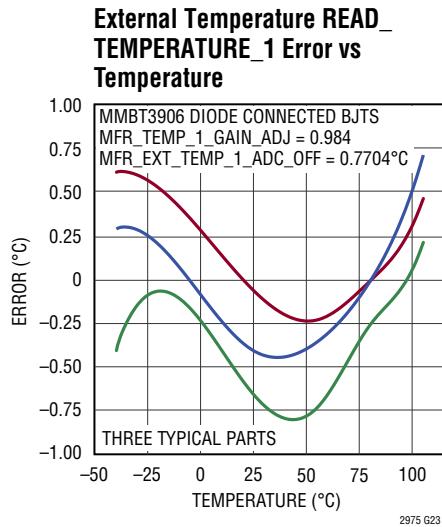 External Temperature READ_
TEMPERATURE_1 Error vs
Temperature
1.00
0.75
0.50
0.25
0
–0.25
–0.50
–0.75
–1.00
ERROR (°C)
MMBT3906 DIODE CONNECTED BJTS
MFR_TEMP_1_GAIN_ADJ = 0.984
MFR_EXT_TEMP_1_ADC_OFF = 0.7704°C
THREE TYPICAL PARTS
–50 –25 0 25 50 75 100
TEMPERATURE (°C)
2975 G23